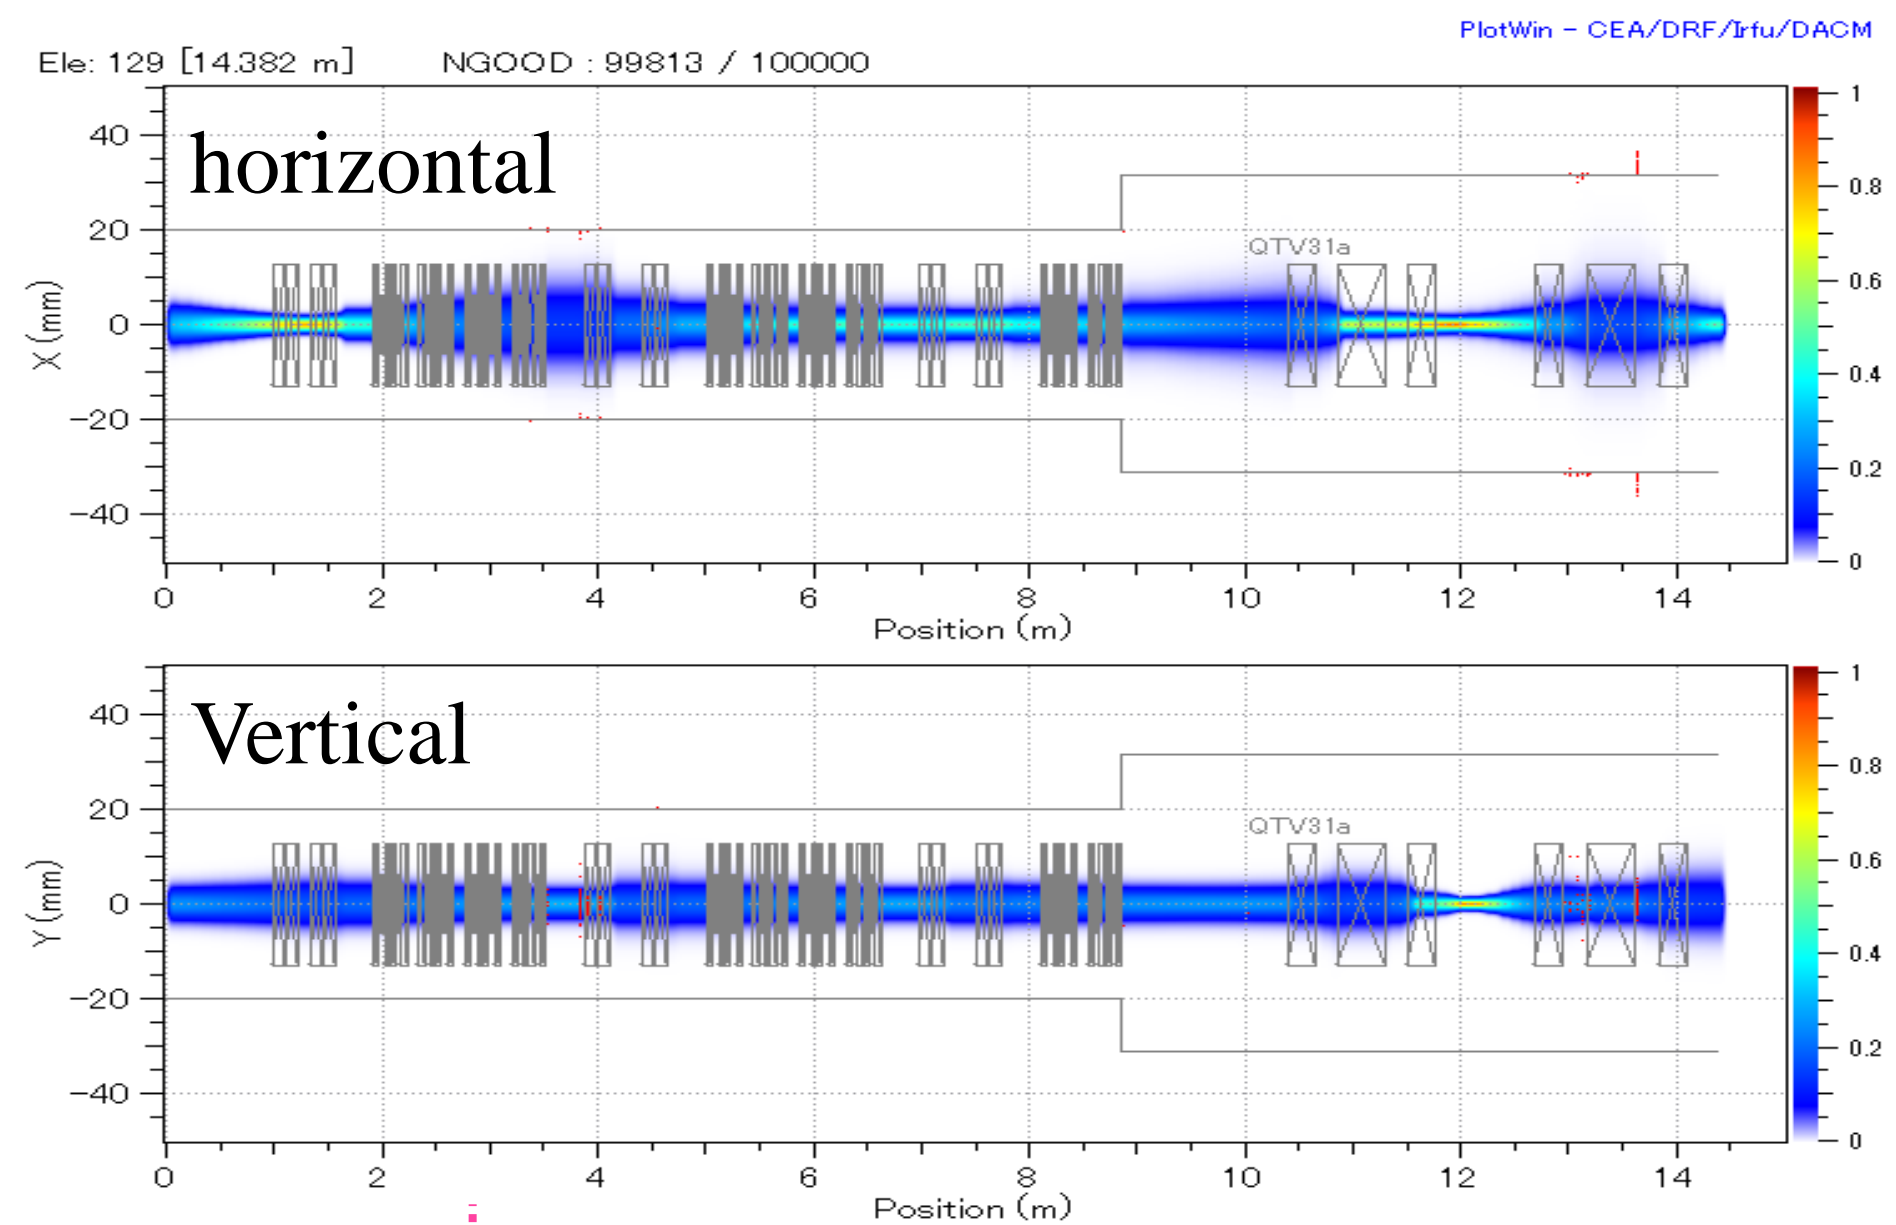 PlotWin - CEA/DRF/Irfu/DACM
Ele: 129 [14.382 m] NGOOD : 99813 / 100000
horizontal
X(mm)
40
20
0
−20
−40
QTV31a
1
0.8
0.6
0.4
0.2
0
0 2 4 6 8 10 12 14
Position (m)
Vertical
Y(mm)
40
20
0
−20
−40
QTV31a
1
0.8
0.6
0.4
0.2
0
0 2 4 6 8 10 12 14
Position (m)